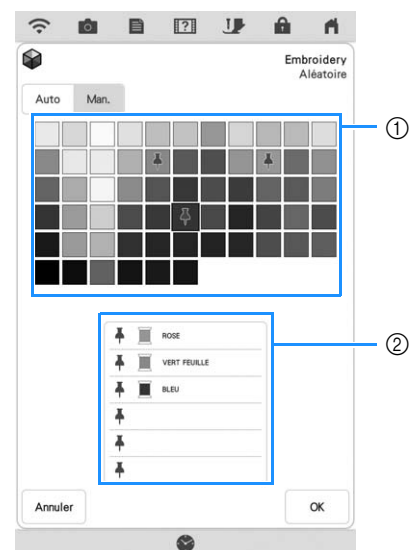 Embroidery
Aléatoire
Auto Man.
①
②
ROSE
VERT FEUILLE
BLEU
Annuler OK